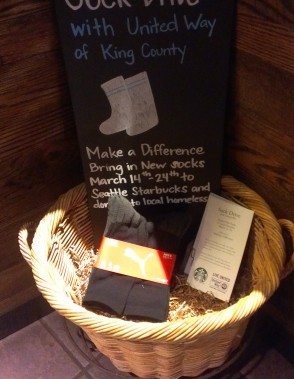 Sock Drive
with United Way
of King County
Make a Difference
Bring in New socks
March 14th-24th to
Seattle Starbucks and
to local homeless
Sock Drive